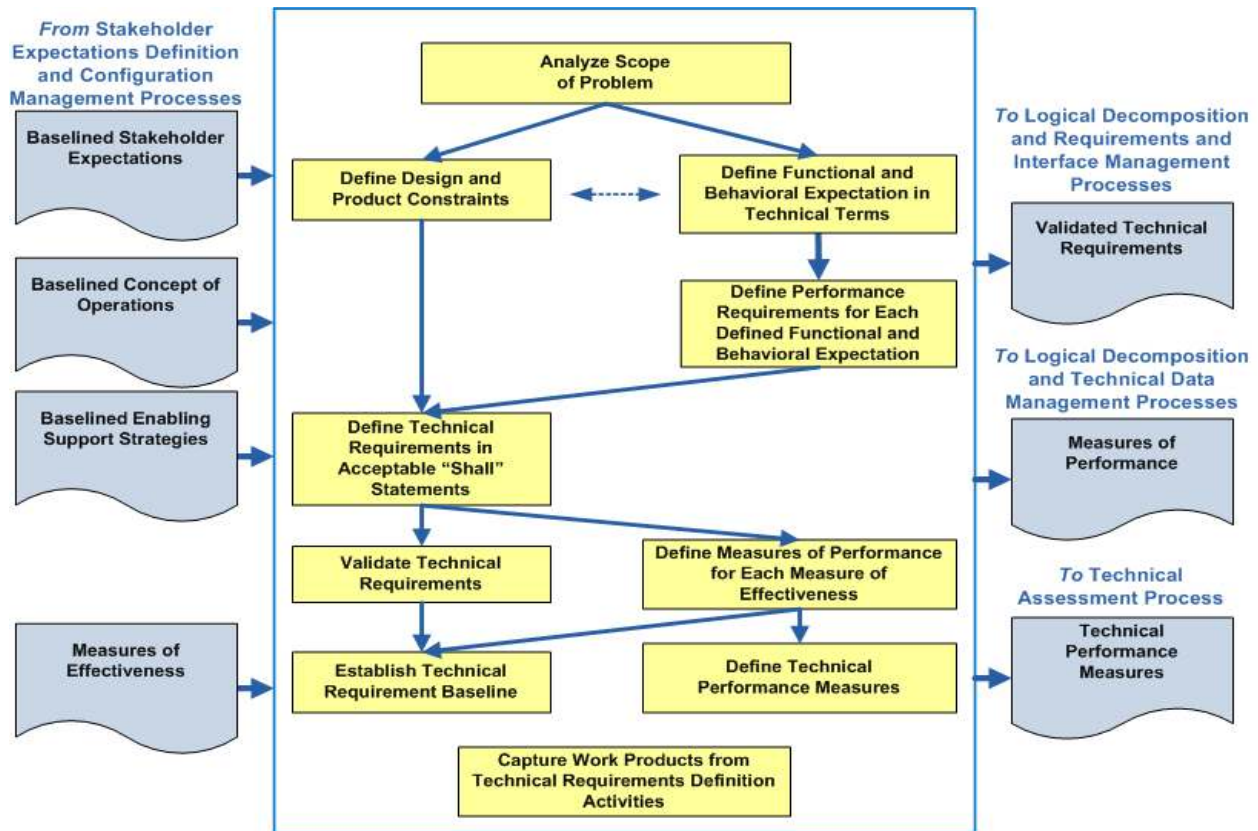 From Stakeholder
Expectations Definition
and Configuration
Management Processes
Baselined Stakeholder
Expectations
Baselined Concept of
Operations
Baselined Enabling
Support Strategies
Measures of
Effectiveness
Analyze Scope
of Problem
Define Design and
Product Constraints
Define Functional and
Behavioral Expectation in
Technical Terms
Define Performance
Requirements for Each
Defined Functional and
Behavioral Expectation
Define Technical
Requirements in
Acceptable “Shall”
Statements
Validate Technical
Requirements
Define Measures of Performance
for Each Measure of
Effectiveness
Establish Technical
Requirement Baseline
Define Technical
Performance Measures
Capture Work Products from
Technical Requirements Definition
Activities
To Logical Decomposition
and Requirements and
Interface Management
Processes
Validated Technical
Requirements
To Logical Decomposition
and Technical Data
Management Processes
Measures of
Performance
To Technical
Assessment Process
Technical
Performance
Measures